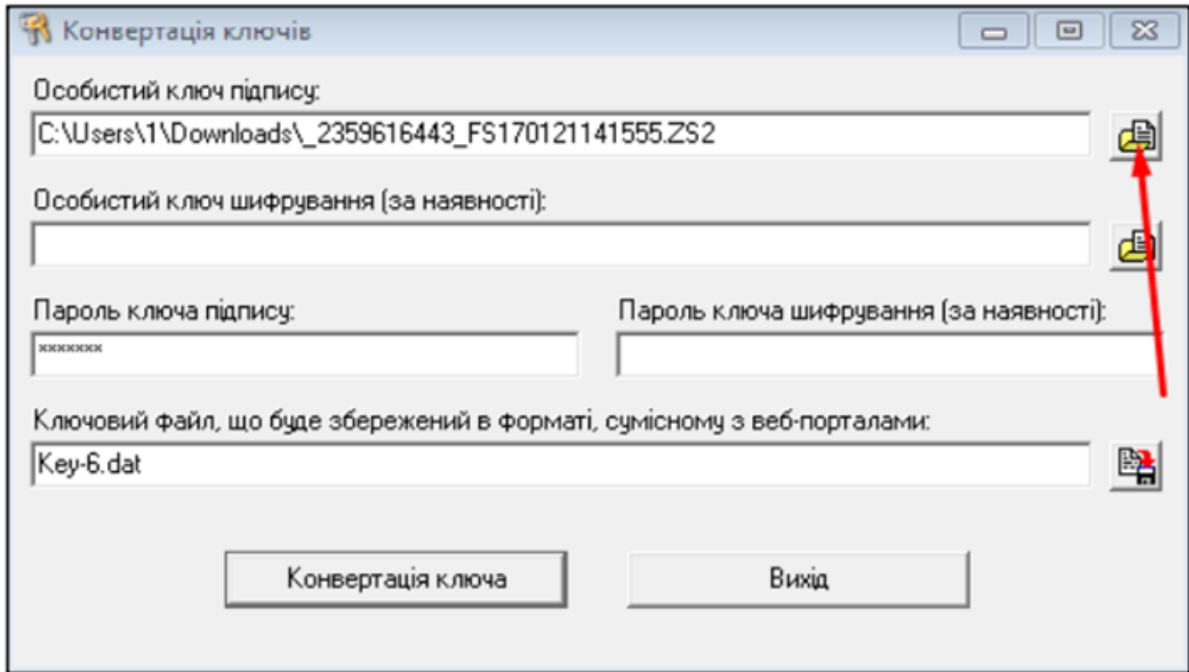 Конвертація ключів
Особистий ключ підпису:
C:\Users\1\Downloads\_2359616443_FS170121141555.ZS2
Особистий ключ шифрування (за наявності):
Пароль ключа підпису:
Пароль ключа шифрування (за наявності):
*******
Ключовий файл, що буде збережений в форматі, сумісному з веб-порталами:
Key-6.dat
Конвертація ключа
Вихід